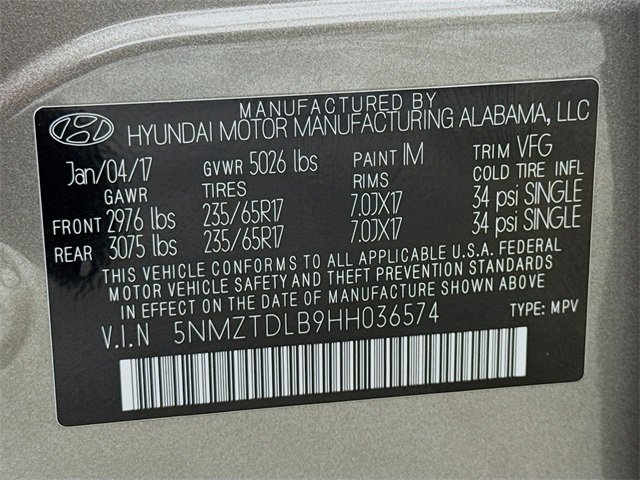 MANUFACTURED BY
HYUNDAI MOTOR MANUFACTURING ALABAMA, LLC
Jan/04/17 GVWR 5026 lbs PAINT IM TRIM VFG
GAWR TIRES RIMS COLD TIRE INFL
FRONT 2976 lbs 235/65R17 7.0JX17 34 psi SINGLE
REAR 3075 lbs 235/65R17 7.0JX17 34 psi SINGLE
THIS VEHICLE CONFORMS TO ALL APPLICABLE U.S.A. FEDERAL
MOTOR VEHICLE SAFETY AND THEFT PREVENTION STANDARDS
IN EFFECT ON THE DATE OF MANUFACTURE SHOWN ABOVE.
V.I.N 5NMZTDLB9HH036574 TYPE: MPV